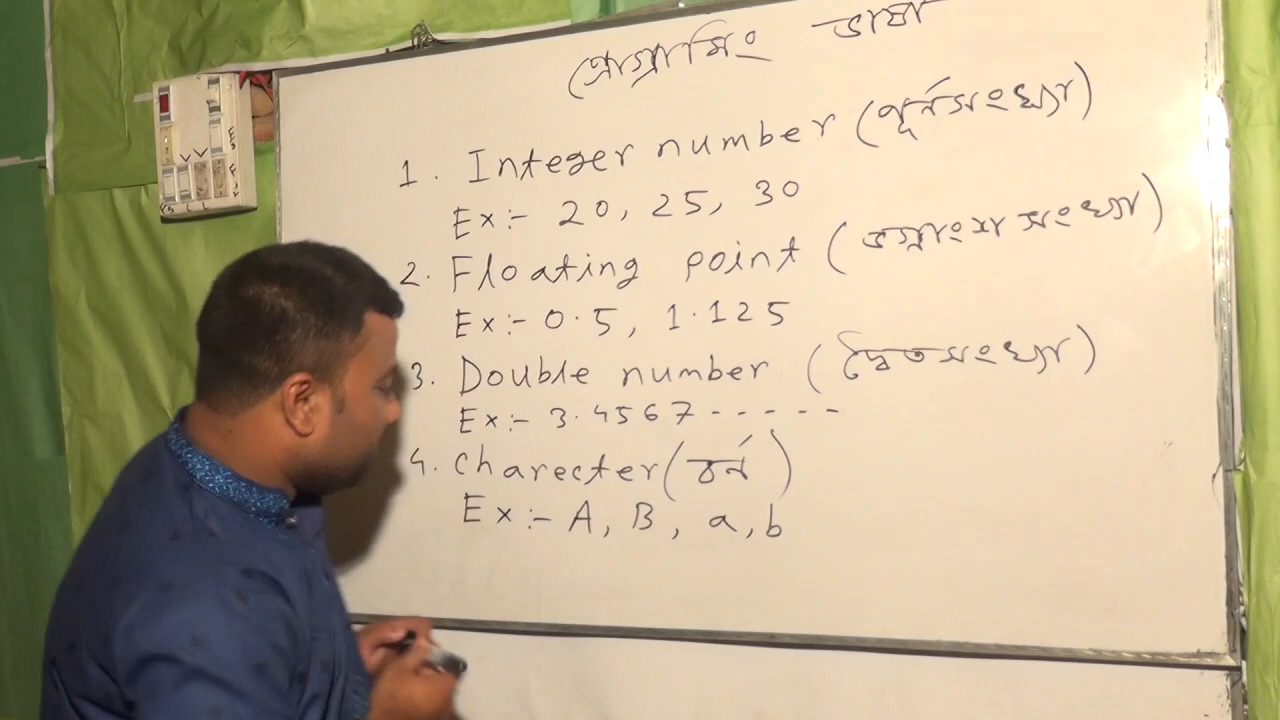 প্রোগ্রামিং ভাষা
1. Integer number (পূর্নসংখ্যা)
Ex:- 20, 25, 30
2. Floating point (ভগ্নাংশ সংখ্যা)
Ex:- 0.5, 1.125
3. Double number (দ্বৈতসংখ্যা)
Ex:- 3.4567-----
4. charecter (বর্ন)
Ex:- A, B, a, b